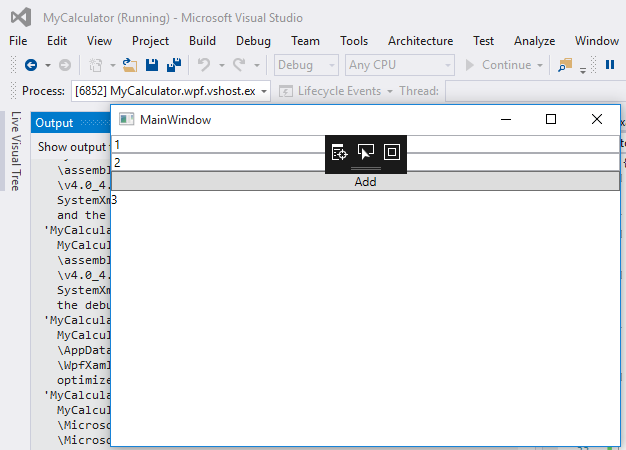 MyCalculator (Running) - Microsoft Visual Studio
File Edit View Project Build Debug Team Tools Architecture Test Analyze Window
Debug Any CPU Continue
Process: [6852] MyCalculator.wpf.vshost.ex Lifecycle Events Thread:
Live Visual Tree
Output
Show output
MainWindow
1
2
Add
3
\assembl
\v4.0_4.
SystemXm
and the
'MyCalcula
MyCalcul
\assembl
\v4.0_4.
SystemXm
the debu
'MyCalcula
MyCalcul
\AppData
\WpfXaml
optimize
'MyCalcula
MyCalcul
\Microso
\Microso